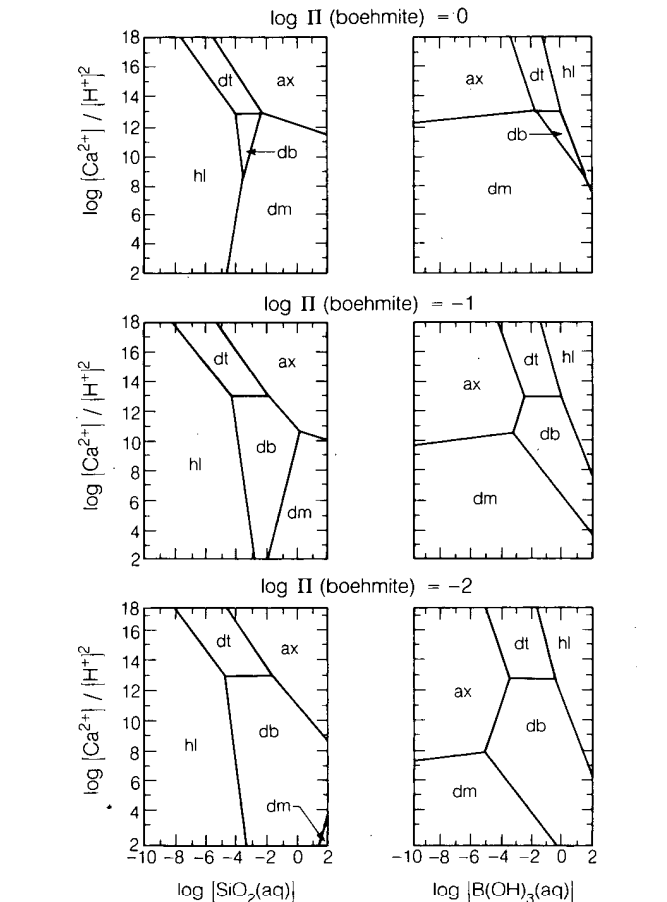 log Π (boehmite) = 0
18
16
14
12
10
8
6
4
2
log [Ca²⁺] / [H⁺]²
dt
ax
hl
db
dm
ax
dt
hl
db
dm
log Π (boehmite) = −1
18
16
14
12
10
8
6
4
2
log [Ca²⁺] / [H⁺]²
dt
ax
hl
db
dm
dt
hl
ax
db
dm
log Π (boehmite) = −2
18
16
14
12
10
8
6
4
2
log [Ca²⁺] / [H⁺]²
dt
ax
hl
db
dm
dt
hl
ax
db
dm
−10 −8 −6 −4 −2 0 2
−10 −8 −6 −4 −2 0 2
log [SiO₂(aq)]
log [B(OH)₃(aq)]